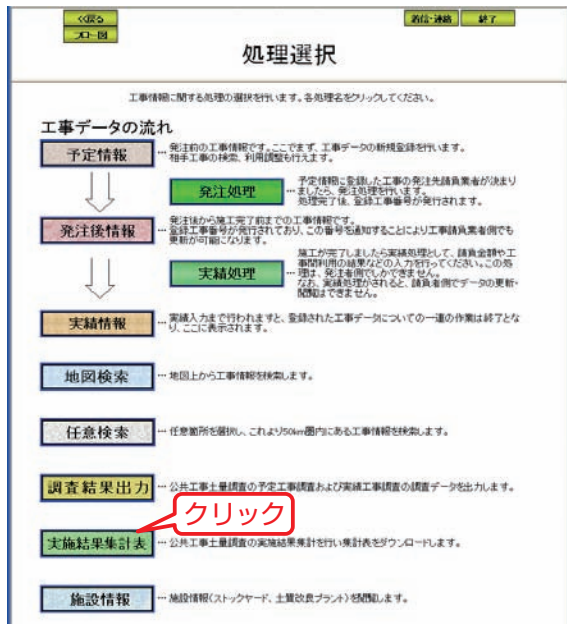 <<戻る
着信・連絡
終了
フロー図
処理選択
工事情報に関する処理の選択を行います。各処理名をクリックしてください。
工事データの流れ
予定情報
… 発注前の工事情報です。ここでまず、工事データの新規登録を行います。
相手工事の検索、利用調整も行えます。
発注処理
… 予定情報に登録した工事の発注先請負業者が決まり
ましたら、発注処理を行います。
処理完了後、登録工事番号が発行されます。
発注後情報
… 発注後から施工完了前までの工事情報です。
登録工事番号が発行されており、この番号を通知することにより工事請負業者側でも
更新が可能になります。
実績処理
… 施工が完了しましたら実績処理として、請負金額や工
事間利用の結果などの入力を行ってください。この処
理は、発注者側でしかできません。
なお、実績処理がされると、請負者側でデータの更新・
閲覧はできません。
実績情報
… 実績入力まで行われますと、登録された工事データについての一連の作業は終了とな
り、ここに表示されます。
地図検索
… 地図上から工事情報を検索します。
任意検索
… 任意箇所を選択し、これより50km圏内にある工事情報を検索します。
調査結果出力
… 公共工事土量調査の予定工事調査および実績工事調査の調査データを出力します。
クリック
実施結果集計表
… 公共工事土量調査の実施結果集計を行い集計表をダウンロードします。
施設情報
… 施設情報(ストックヤード、土質改良プラント)を閲覧します。